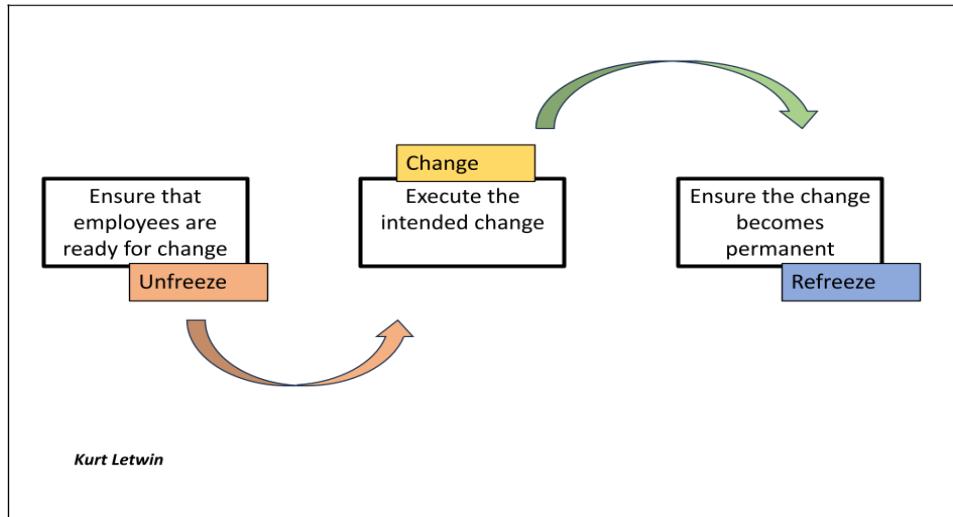 Change
Ensure that
employees are
ready for change
Unfreeze
Execute the
intended change
Ensure the change
becomes
permanent
Refreeze
Kurt Letwin